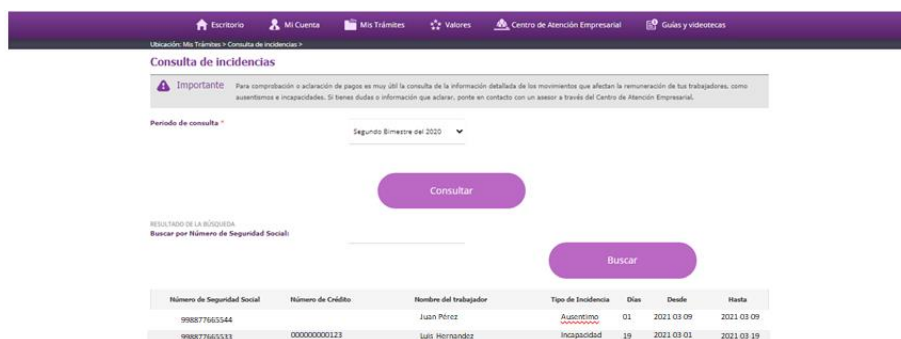 Escritorio Mi Cuenta Mis Trámites Valores Centro de Atención Empresarial Guías y videotecas
Ubicación: Mis Trámites > Consulta de incidencias >
Consulta de incidencias
Importante Para comprobación o aclaración de pagos es muy útil la consulta de la información detallada de los movimientos que afectan la remuneración de tus trabajadores, como
ausentismos e incapacidades. Si tienes dudas o información que aclarar, ponte en contacto con un asesor a través del Centro de Atención Empresarial.
Periodo de consulta * Segundo Bimestre del 2020
Consultar
RESULTADO DE LA BÚSQUEDA
Buscar por Número de Seguridad Social:
Buscar
Número de Seguridad Social Número de Crédito Nombre del trabajador Tipo de Incidencia Días Desde Hasta
998877665544 Juan Pérez Ausentimo 01 2021 03 09 2021 03 09
998877665533 000000000123 Luis Hernandez Incapacidad 19 2021 03 01 2021 03 19